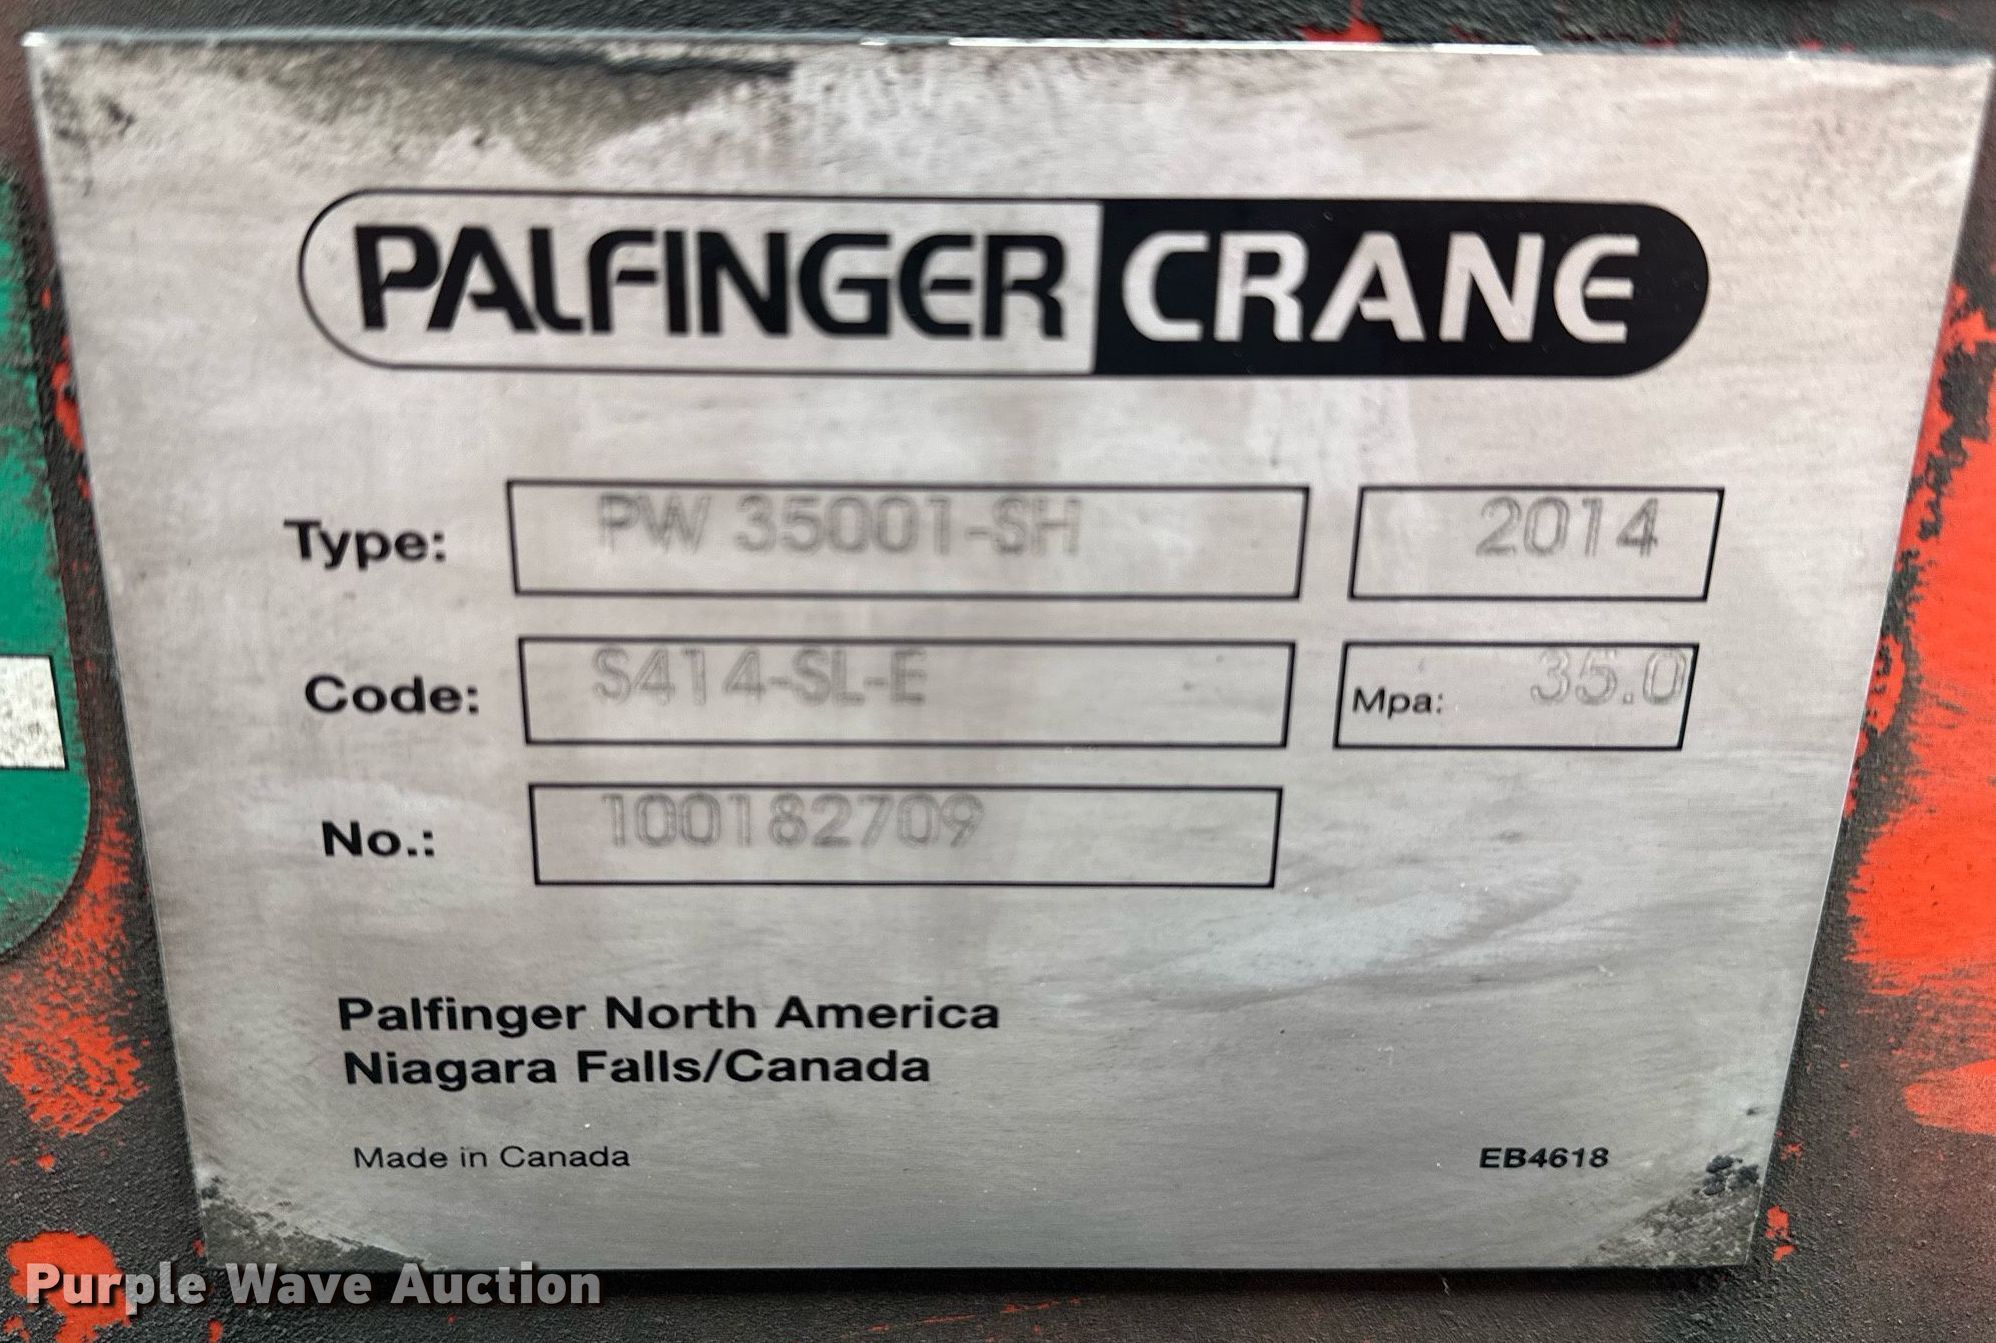 PALFINGER CRANE
Type: PW 35001-SH 2014
Code: S414-SL-E Mpa: 35.0
No.: 100182709
Palfinger North America
Niagara Falls/Canada
Made in Canada EB4618
Purple Wave Auction